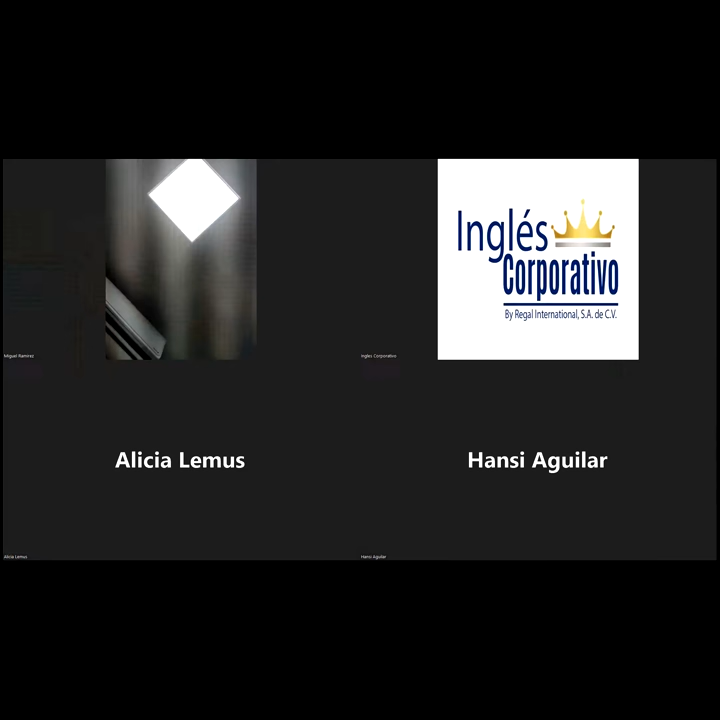 Inglés
Corporativo
By Regal International, S.A. de C.V.
Miguel Ramirez
Ingles Corporativo
Alicia Lemus
Hansi Aguilar
Alicia Lemus
Hansi Aguilar